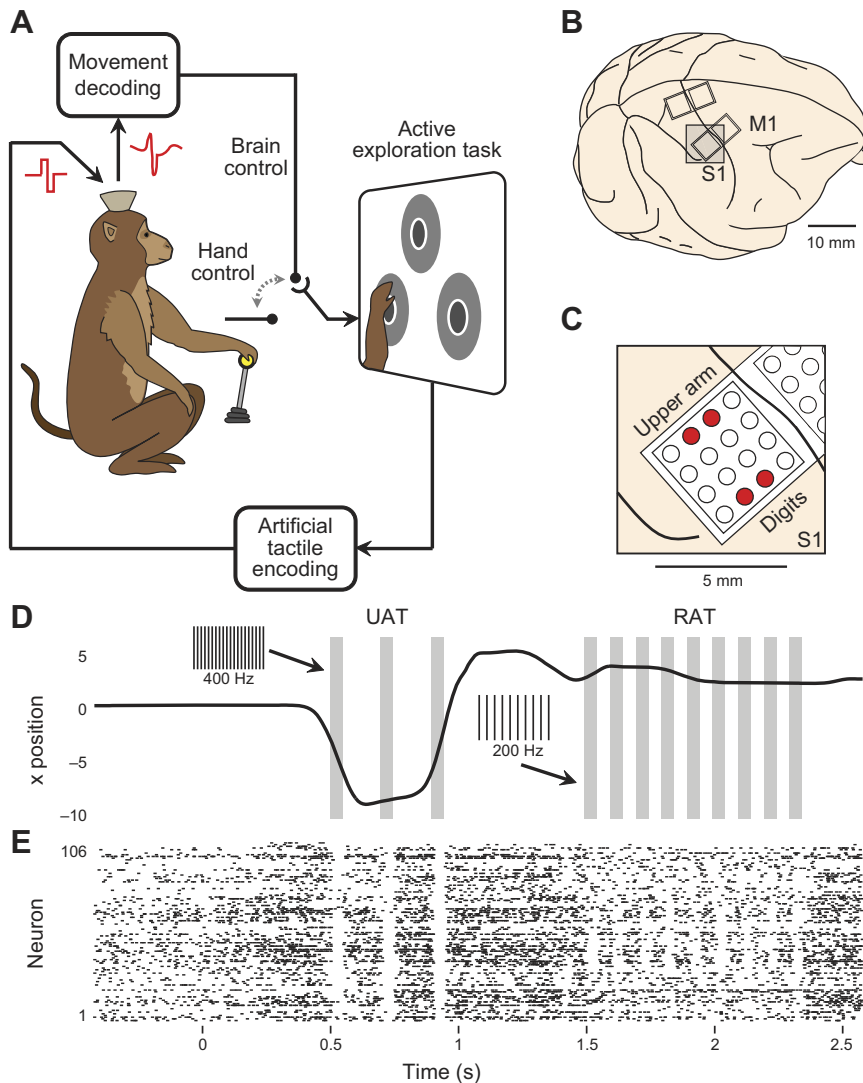 A
Movement
decoding
Brain
control
Hand
control
Active
exploration task
Artificial
tactile
encoding
B
M1
S1
10 mm
C
Upper arm
Digits
S1
5 mm
D
UAT
RAT
400 Hz
200 Hz
x position
5
0
–5
–10
E
Neuron
106
1
0
0.5
1
1.5
2
2.5
Time (s)